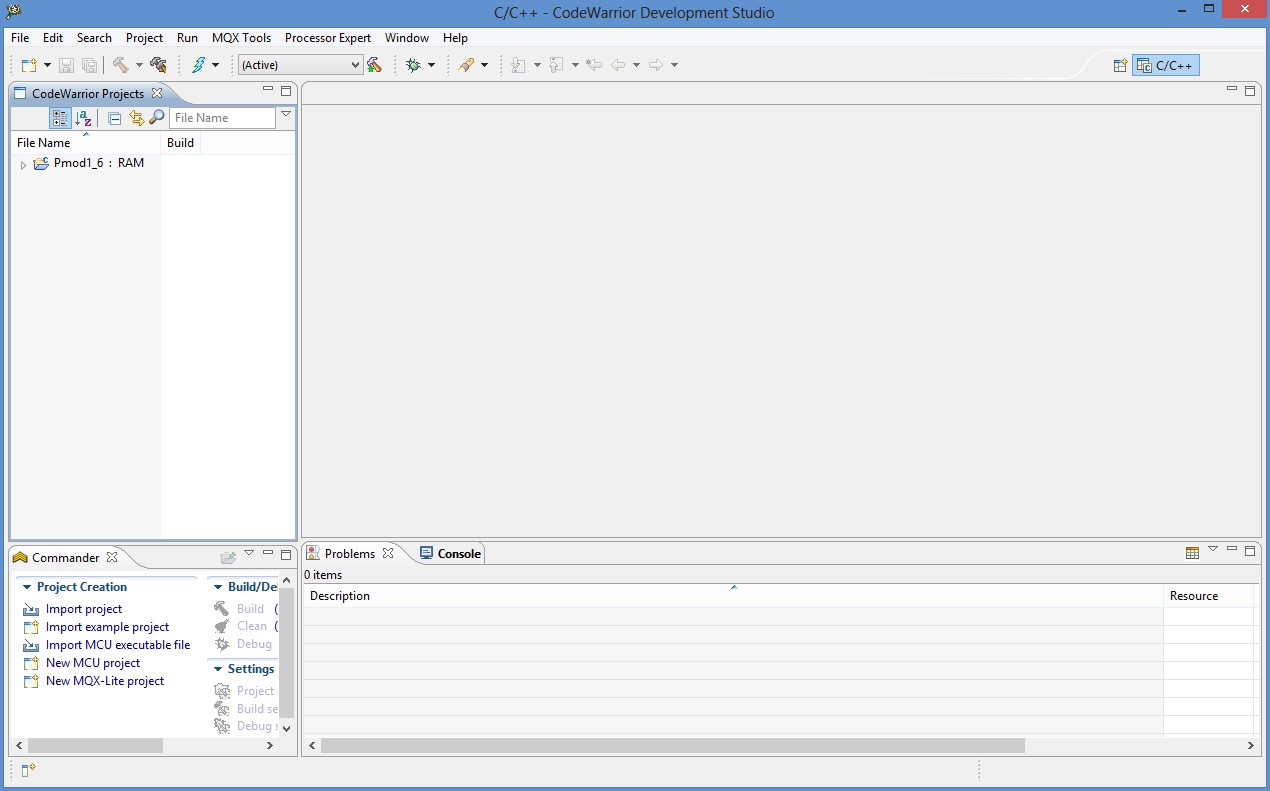 C/C++ - CodeWarrior Development Studio
File Edit Search Project Run MQX Tools Processor Expert Window Help
(Active)
C/C++
CodeWarrior Projects
File Name
File Name Build
Pmod1_6 : RAM
Commander
Project Creation
Import project
Import example project
Import MCU executable file
New MCU project
New MQX-Lite project
Build/De
Build (
Clean (
Debug
Settings
Project
Build se
Debug s
Problems Console
0 items
Description Resource